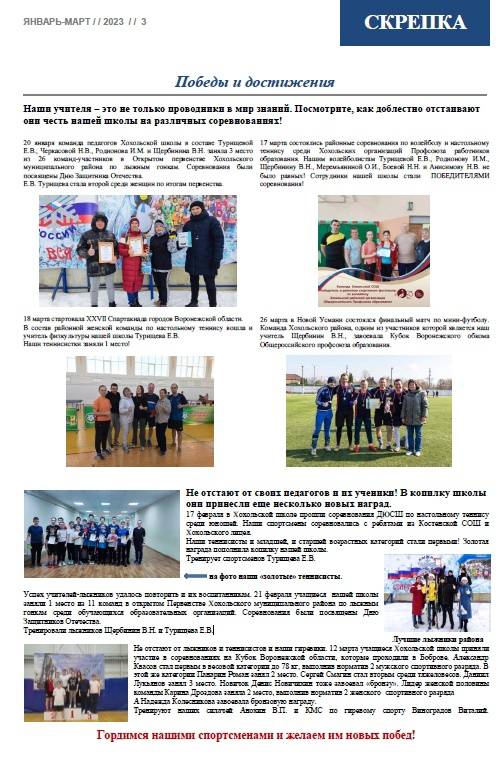 ЯНВАРЬ-МАРТ / / 2023 / / 3
СКРЕПКА
Победы и достижения
Наши учителя – это не только проводники в мир знаний. Посмотрите, как доблестно отстаивают
они честь нашей школы на различных соревнованиях!
20 января команда педагогов Хохольской школы в составе Турищевой
Е.В., Черкасовой Н.В., Родионова И.М. и Щербинина В.Н. заняла 3 место
из 26 команд-участников в Открытом первенстве Хохольского
муниципального района по лыжным гонкам. Соревнования были
посвящены Дню Защитника Отечества.
Е.В. Турищева стала второй среди женщин по итогам первенства.
17 марта состоялись районные соревнования по волейболу и настольному
теннису среди Хохольских организаций Профсоюза работников
образования. Нашим волейболистам Турищевой Е.В., Родионову И.М.,
Щербинину В.Н., Меремьяниной О.И., Боевой Н.Н. и Анисимову Н.В. не
было равных! Сотрудники нашей школы стали ПОБЕДИТЕЛЯМИ
соревнования!
18 марта стартовала XXVII Спартакиада городов Воронежской области.
В состав районной женской команды по настольному теннису вошла и
учитель физкультуры нашей школы Турищева Е.В.
Наши теннисистки заняли 1 место!
26 марта в Новой Усмани состоялся финальный матч по мини-футболу.
Команда Хохольского района, одним из участников которой является наш
учитель Щербинин В.Н., завоевала Кубок Воронежского обкома
Общероссийского профсоюза образования.
Не отстают от своих педагогов и их ученики! В копилку школы
они принесли еще несколько новых наград.
17 февраля в Хохольской школе прошли соревнования ДЮСШ по настольному теннису
среди юношей. Наши спортсмены соревновались с ребятами из Костенской СОШ и
Хохольского лицея.
Наши теннисисты и младшей, и старшей возрастных категорий стали первыми! Золотая
награда пополнила копилку нашей школы.
Тренирует спортсменов Турищева Е.В.
на фото наши «золотые» теннисисты.
Успех учителей-лыжников удалось повторить и их воспитанникам. 21 февраля учащиеся нашей школы
заняли 1 место из 11 команд в открытом Первенстве Хохольского муниципального района по лыжным
гонкам среди обучающихся образовательных организаций. Соревнования были посвящены Дню
Защитников Отечества.
Тренировали лыжников Щербинин В.Н. и Турищева Е.В.
Лучшие лыжники района
Не отстают от лыжников и теннисистов и наши гиревики. 12 марта учащиеся Хохольской школы приняли
участие в соревнованиях на Кубок Воронежской области, которые проходили в Боброве. Александр
Квасов стал первым в весовой категории до 78 кг, выполнив норматив 2 мужского спортивного разряда. В
этой же категории Панарин Роман занял 2 место. Сергей Смагин стал вторым среди тяжеловесов. Даниил
Лукьянов занял 3 место. Новичок Денис Новичихин тоже завоевал «бронзу». Лидер женской половины
команды Карина Дроздова заняла 2 место, выполнив норматив 2 женского спортивного разряда
А Надежда Колесникова завоевала бронзовую награду.
Тренируют наших силачей Анохин В.П. и КМС по гиревому спорту Виноградов Виталий.
Гордимся нашими спортсменами и желаем им новых побед!